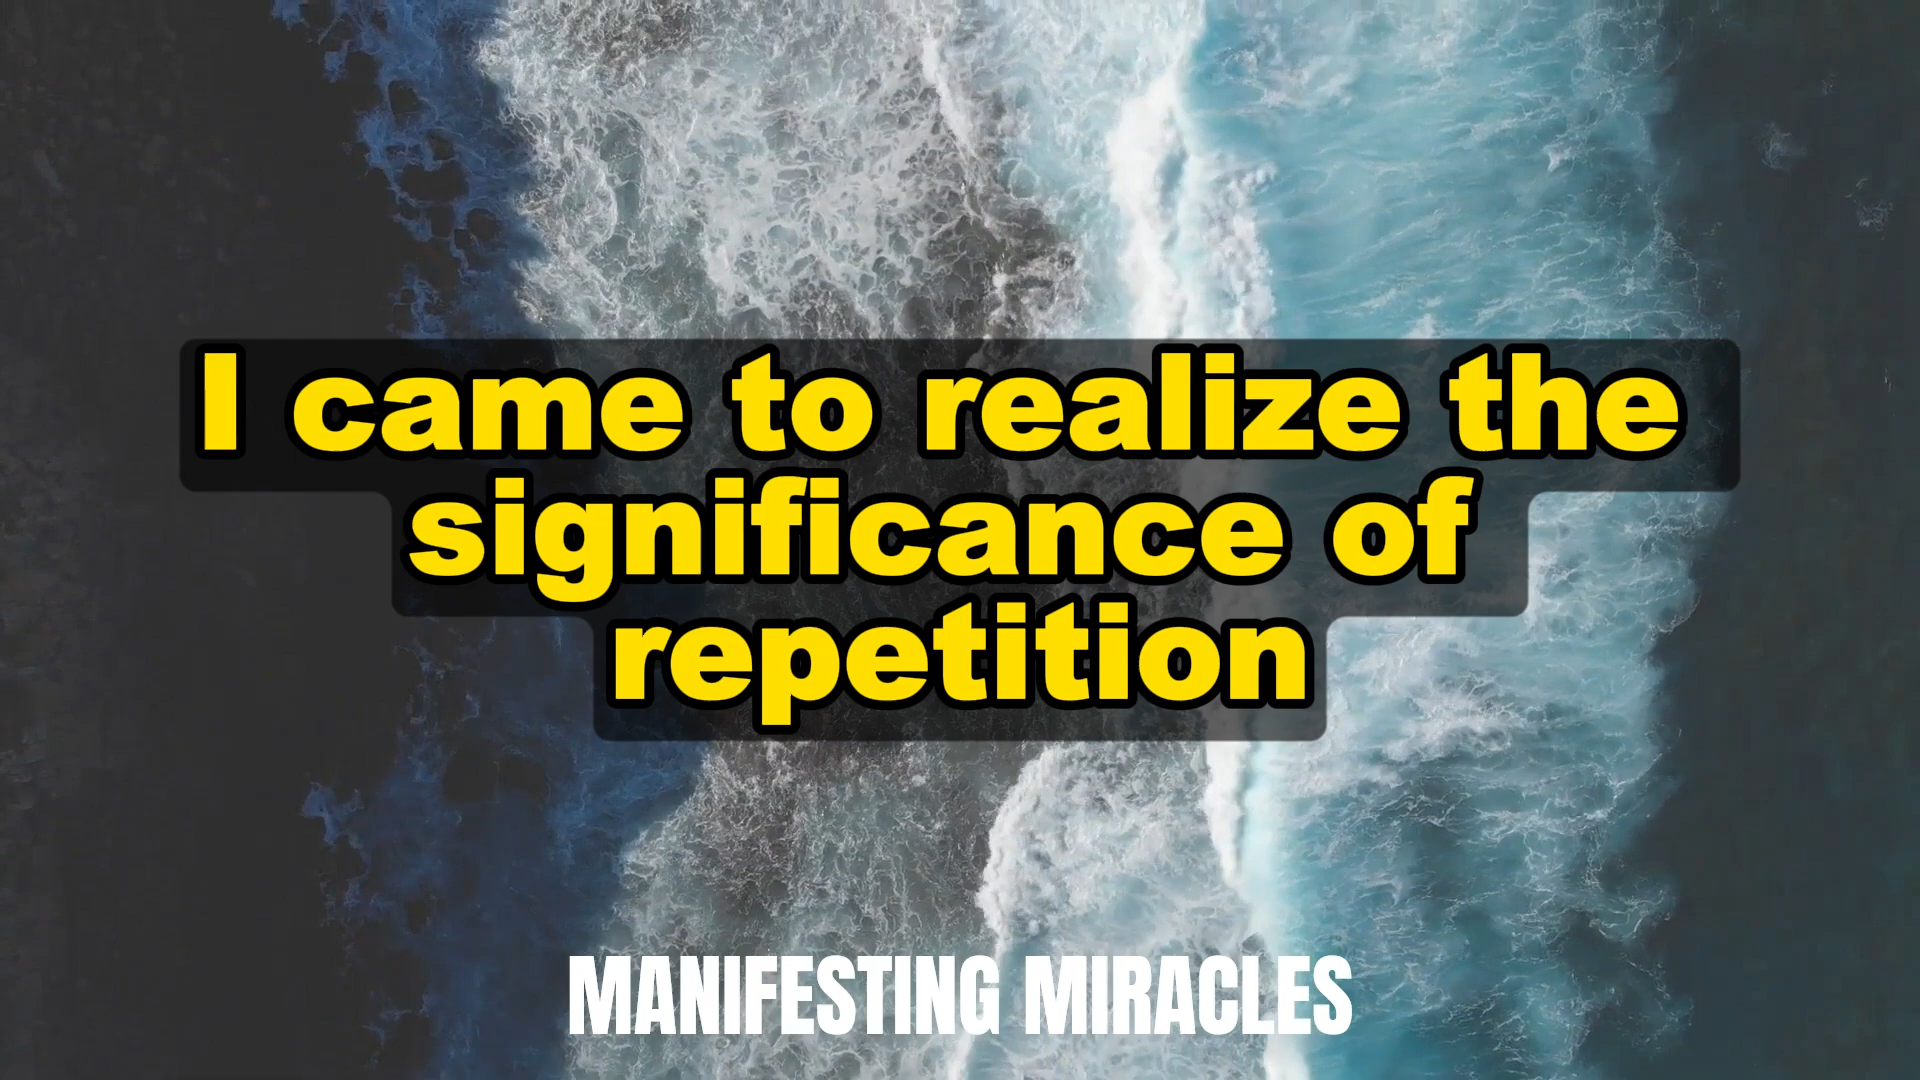 I came to realize the
significance of
repetition
MANIFESTING MIRACLES